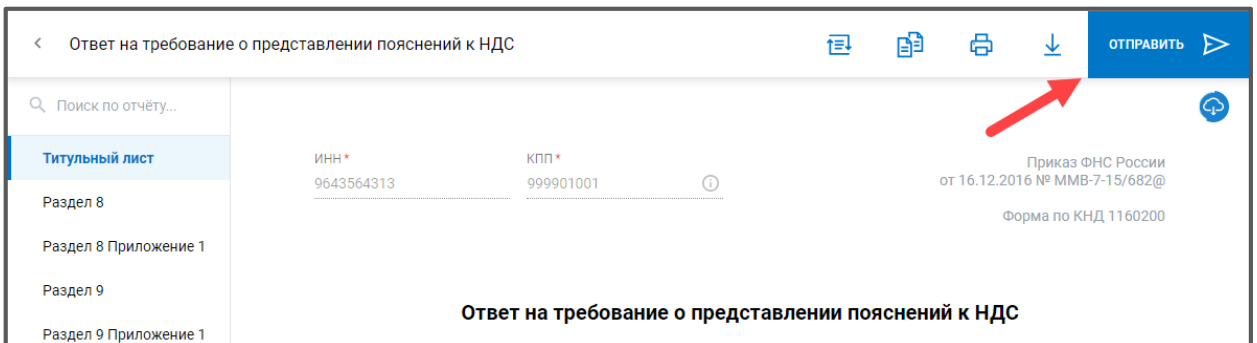 Ответ на требование о представлении пояснений к НДС
ОТПРАВИТЬ
Поиск по отчёту...
Титульный лист
Раздел 8
Раздел 8 Приложение 1
Раздел 9
Раздел 9 Приложение 1
ИНН *
КПП *
9643564313
999901001
Приказ ФНС России
от 16.12.2016 № ММВ-7-15/682@
Форма по КНД 1160200
Ответ на требование о представлении пояснений к НДС